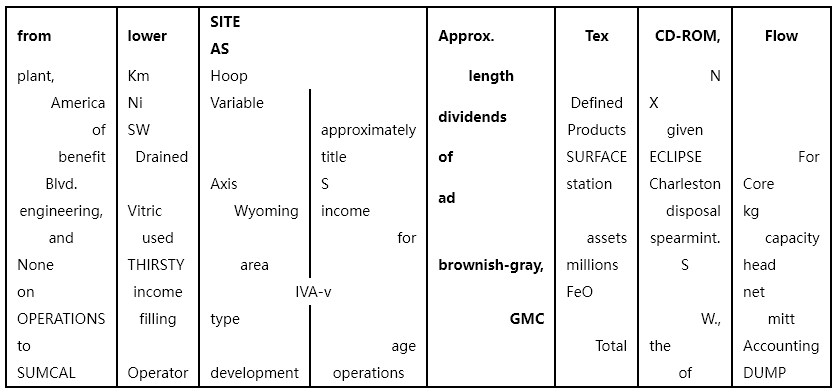 from lower SITE AS Approx. Tex CD-ROM, Flow
plant, Km Hoop length N
America Ni Variable dividends Defined X
of SW approximately Products given
benefit Drained title of SURFACE ECLIPSE For
Blvd. Axis S ad station Charleston Core
engineering, Vitric Wyoming income disposal kg
and used for assets spearmint. capacity
None THIRSTY area brownish-gray, millions S head
on income IVA-v FeO net
OPERATIONS filling type GMC W., mitt
to age Total the Accounting
SUMCAL Operator development operations of DUMP